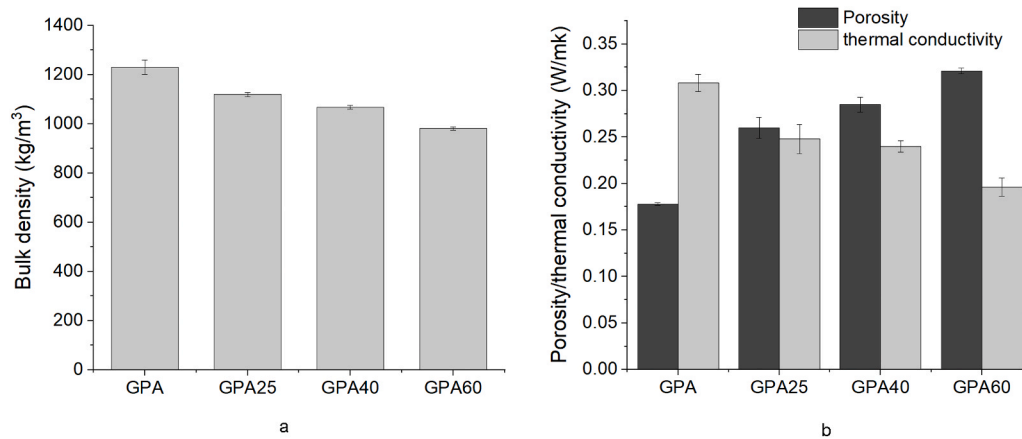 1400
1200
1000
800
600
400
200
0
Bulk density (kg/m³)
GPA GPA25 GPA40 GPA60
a
Porosity
thermal conductivity
0.35
0.30
0.25
0.20
0.15
0.10
0.05
0.00
Porosity/thermal conductivity (W/mk)
GPA GPA25 GPA40 GPA60
b